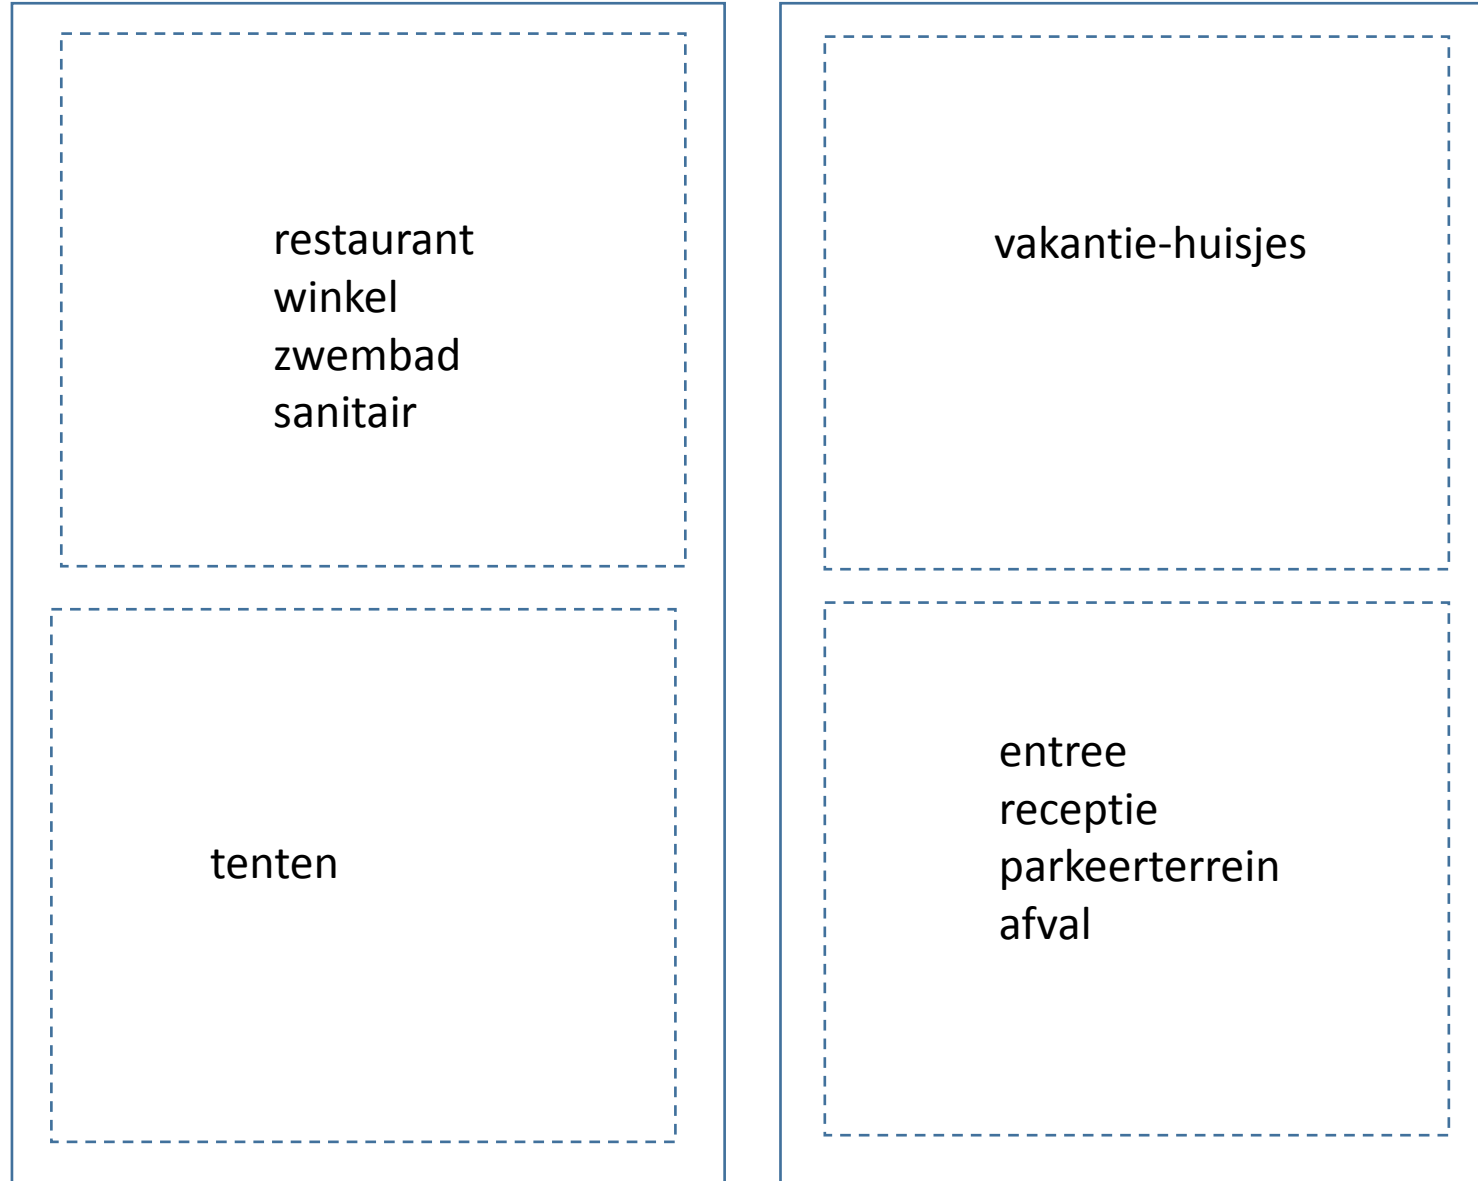 restaurant
winkel
zwembad
sanitair
tenten
vakantie-huisjes
entree
receptie
parkeerterrein
afval